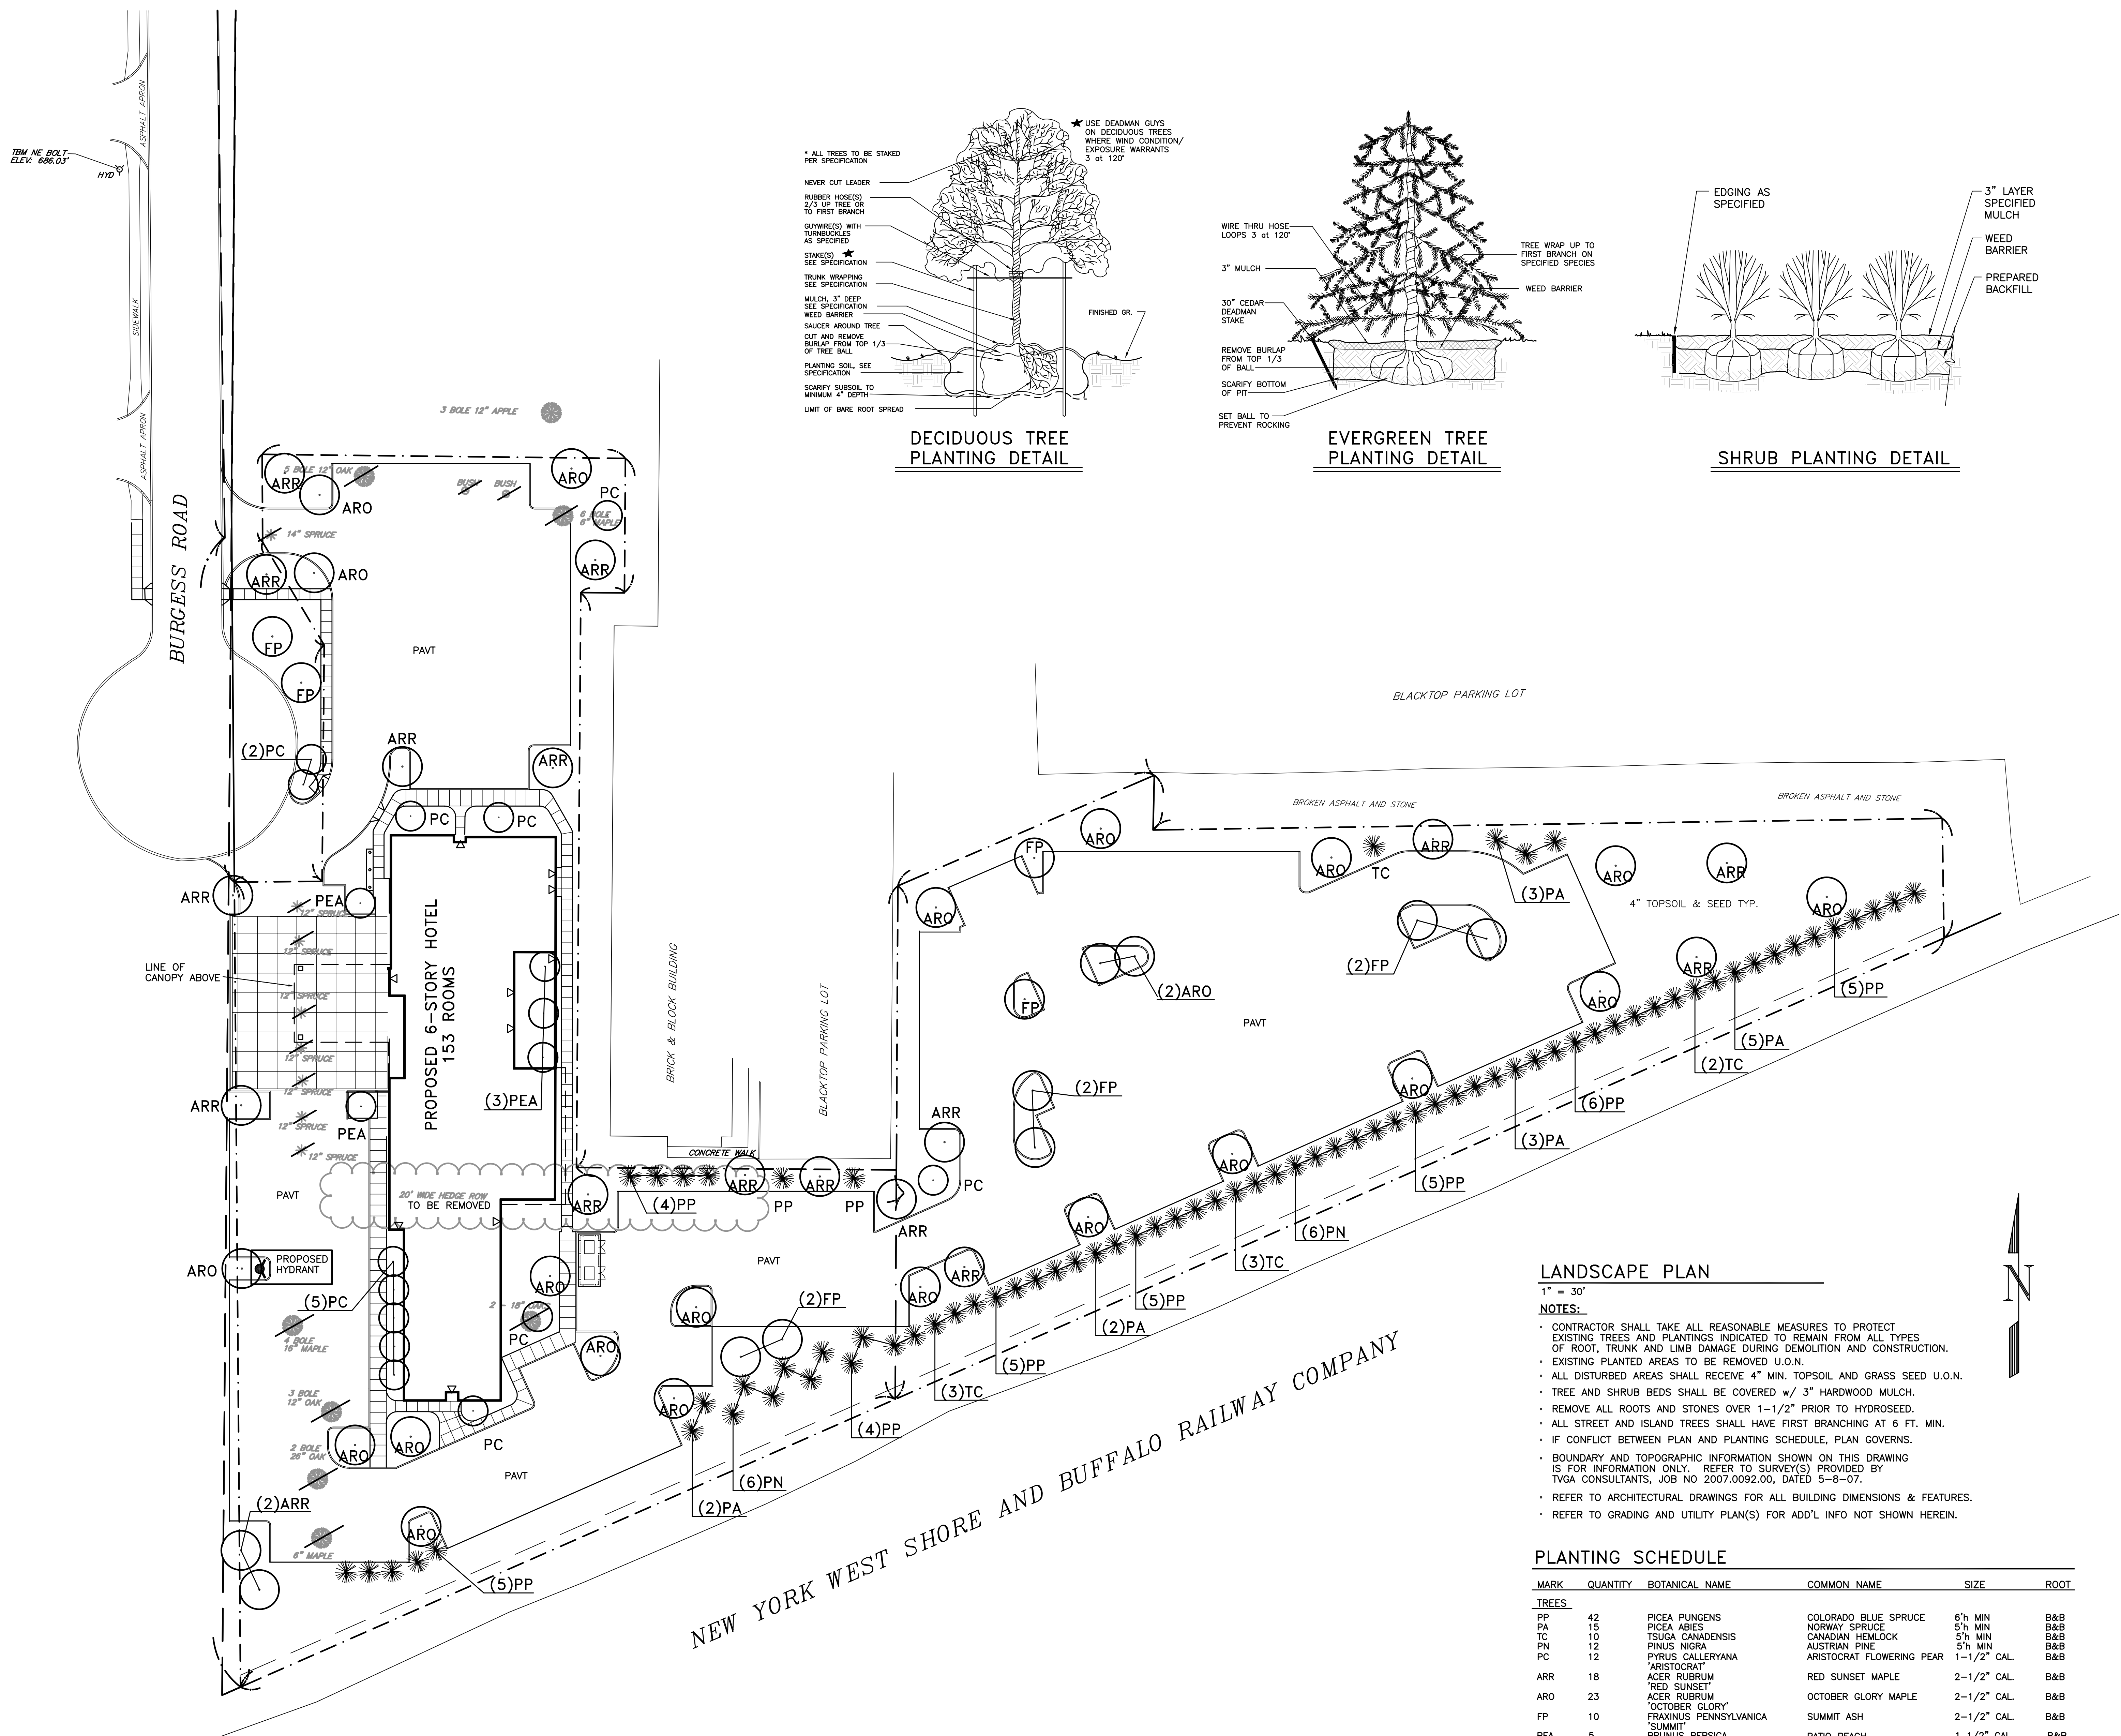 TBM NE BOLT
ELEV: 686.03'
HYD
ASPHALT APRON
SIDEWALK
ASPHALT APRON
BURGESS ROAD
* ALL TREES TO BE STAKED
PER SPECIFICATION
NEVER CUT LEADER
RUBBER HOSE(S)
2/3 UP TREE OR
TO FIRST BRANCH
GUYWIRE(S) WITH
TURNBUCKLES
AS SPECIFIED
STAKE(S) ★
SEE SPECIFICATION
TRUNK WRAPPING
SEE SPECIFICATION
MULCH, 3" DEEP
SEE SPECIFICATION
WEED BARRIER
SAUCER AROUND TREE
CUT AND REMOVE
BURLAP FROM TOP 1/3
OF TREE BALL
PLANTING SOIL, SEE
SPECIFICATION
SCARIFY SUBSOIL TO
MINIMUM 4" DEPTH
LIMIT OF BARE ROOT SPREAD
★ USE DEADMAN GUYS
ON DECIDUOUS TREES
WHERE WIND CONDITION/
EXPOSURE WARRANTS
3 at 120°
FINISHED GR.
DECIDUOUS TREE
PLANTING DETAIL
WIRE THRU HOSE
LOOPS 3 at 120°
3" MULCH
30" CEDAR
DEADMAN
STAKE
REMOVE BURLAP
FROM TOP 1/3
OF BALL
SCARIFY BOTTOM
OF PIT
SET BALL TO
PREVENT ROCKING
TREE WRAP UP TO
FIRST BRANCH ON
SPECIFIED SPECIES
WEED BARRIER
EVERGREEN TREE
PLANTING DETAIL
EDGING AS
SPECIFIED
3" LAYER
SPECIFIED
MULCH
WEED
BARRIER
PREPARED
BACKFILL
SHRUB PLANTING DETAIL
3 BOLE 12" APPLE
5 BOLE 12" OAK
ARR
ARO
BUSH
BUSH
ARO
PC
6 BOLE
6" MAPLE
14" SPRUCE
ARR
ARO
ARR
FP
FP
PAVT
(2)PC
ARR
ARR
PC
PC
ARR
PEA
12" SPRUCE
12" SPRUCE
LINE OF
CANOPY ABOVE
12" SPRUCE
12" SPRUCE
12" SPRUCE
ARR
12" SPRUCE
PEA
12" SPRUCE
PROPOSED 6-STORY HOTEL
153 ROOMS
(3)PEA
BRICK & BLOCK BUILDING
BLACKTOP PARKING LOT
CONCRETE WALK
PAVT
20' WIDE HEDGE ROW
TO BE REMOVED
ARR
(4)PP
ARR
PP
ARR
PP
ARR
ARR
PC
ARO
PROPOSED
HYDRANT
(5)PC
ARO
PAVT
2 - 18" OAKS
PC
4 BOLE
16" MAPLE
ARO
(2)FP
ARO
ARR
ARO
3 BOLE
12" OAK
2 BOLE
26" OAK
ARO
ARO
PC
ARO
PAVT
(2)ARR
ARO
6" MAPLE
(5)PP
(2)PA
(6)PN
(4)PP
(3)TC
(5)PP
(2)PA
(5)PP
(3)TC
(6)PN
(5)PP
(3)PA
(6)PP
(2)TC
(5)PA
(5)PP
BLACKTOP PARKING LOT
BROKEN ASPHALT AND STONE
BROKEN ASPHALT AND STONE
FP
ARO
ARO
TC
ARR
(3)PA
ARO
ARR
ARO
4" TOPSOIL & SEED TYP.
ARO
(2)ARO
(2)FP
FP
PAVT
(2)FP
ARR
ARO
ARO
ARO
ARO
NEW YORK WEST SHORE AND BUFFALO RAILWAY COMPANY
N
LANDSCAPE PLAN
1" = 30'
NOTES:
* CONTRACTOR SHALL TAKE ALL REASONABLE MEASURES TO PROTECT
EXISTING TREES AND PLANTINGS INDICATED TO REMAIN FROM ALL TYPES
OF ROOT, TRUNK AND LIMB DAMAGE DURING DEMOLITION AND CONSTRUCTION.
* EXISTING PLANTED AREAS TO BE REMOVED U.O.N.
* ALL DISTURBED AREAS SHALL RECEIVE 4" MIN. TOPSOIL AND GRASS SEED U.O.N.
* TREE AND SHRUB BEDS SHALL BE COVERED w/ 3" HARDWOOD MULCH.
* REMOVE ALL ROOTS AND STONES OVER 1-1/2" PRIOR TO HYDROSEED.
* ALL STREET AND ISLAND TREES SHALL HAVE FIRST BRANCHING AT 6 FT. MIN.
* IF CONFLICT BETWEEN PLAN AND PLANTING SCHEDULE, PLAN GOVERNS.
* BOUNDARY AND TOPOGRAPHIC INFORMATION SHOWN ON THIS DRAWING
IS FOR INFORMATION ONLY. REFER TO SURVEY(S) PROVIDED BY
TVGA CONSULTANTS, JOB NO 2007.0092.00, DATED 5-8-07.
* REFER TO ARCHITECTURAL DRAWINGS FOR ALL BUILDING DIMENSIONS & FEATURES.
* REFER TO GRADING AND UTILITY PLAN(S) FOR ADD'L INFO NOT SHOWN HEREIN.
PLANTING SCHEDULE
MARK QUANTITY BOTANICAL NAME COMMON NAME SIZE ROOT
TREES
PP 42 PICEA PUNGENS COLORADO BLUE SPRUCE 6'h MIN B&B
PA 15 PICEA ABIES NORWAY SPRUCE 5'h MIN B&B
TC 10 TSUGA CANADENSIS CANADIAN HEMLOCK 5'h MIN B&B
PN 12 PINUS NIGRA AUSTRIAN PINE 5'h MIN B&B
PC 12 PYRUS CALLERYANA ARISTOCRAT FLOWERING PEAR 1-1/2" CAL. B&B
'ARISTOCRAT'
ARR 18 ACER RUBRUM RED SUNSET MAPLE 2-1/2" CAL. B&B
'RED SUNSET'
ARO 23 ACER RUBRUM OCTOBER GLORY MAPLE 2-1/2" CAL. B&B
'OCTOBER GLORY'
FP 10 FRAXINUS PENNSYLVANICA SUMMIT ASH 2-1/2" CAL. B&B
'SUMMIT'
PEA 5 PRUNUS PERSICA PATIO PEACH 1-1/2" CAL. B&B